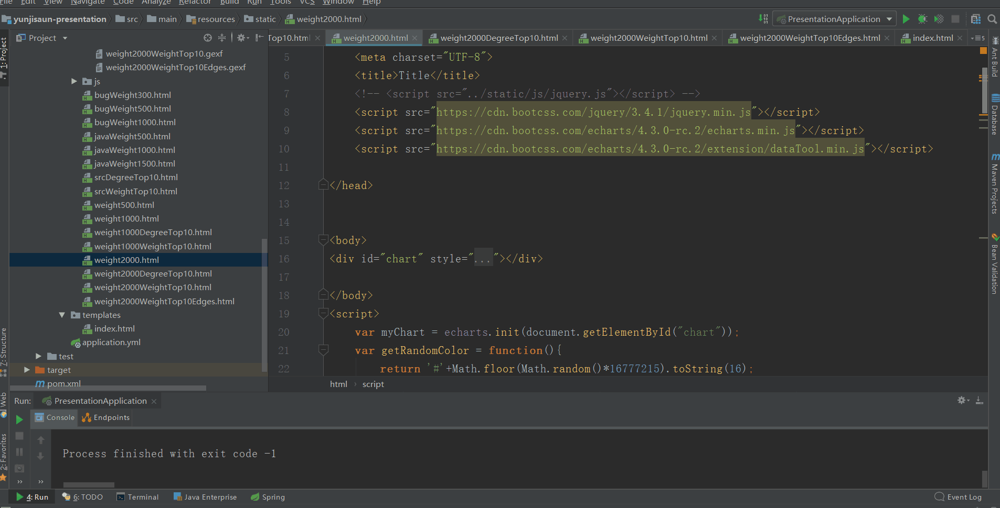 File Edit View Navigate Code Analyze Refactor Build Run Tools VCS Window Help
yunjisaun-presentation src main resources static weight2000.html
PresentationApplication
Project
Top10.html weight2000.html weight2000DegreeTop10.html weight2000WeightTop10.html weight2000WeightTop10Edges.html index.html 5
1: Project
weight2000WeightTop10.gexf
weight2000WeightTop10Edges.gexf
js
bugWeight300.html
bugWeight500.html
bugWeight1000.html
javaWeight500.html
javaWeight1000.html
javaWeight1500.html
srcDegreeTop10.html
srcWeightTop10.html
weight500.html
weight1000.html
weight1000DegreeTop10.html
weight1000WeightTop10.html
weight2000.html
weight2000DegreeTop10.html
weight2000WeightTop10.html
weight2000WeightTop10Edges.html
templates
index.html
application.yml
test
target
pom.xml
7: Structure
Web
2: Favorites
5 <meta charset="UTF-8">
6 <title>Title</title>
7 <!-- <script src="../static/js/jquery.js"></script> -->
8 <script src="https://cdn.bootcss.com/jquery/3.4.1/jquery.min.js"></script>
9 <script src="https://cdn.bootcss.com/echarts/4.3.0-rc.2/echarts.min.js"></script>
10 <script src="https://cdn.bootcss.com/echarts/4.3.0-rc.2/extension/dataTool.min.js"></script>
11
12 </head>
13
14
15 <body>
16 <div id="chart" style="..."></div>
17
18 </body>
19 <script>
20 var myChart = echarts.init(document.getElementById("chart"));
21 var getRandomColor = function(){
22 return '#'+Math.floor(Math.random()*16777215).toString(16);
html › script
Ant Build
Database
Maven Projects
Bean Validation
Run: PresentationApplication
Console Endpoints
Process finished with exit code -1
4: Run 6: TODO Terminal Java Enterprise Spring Event Log